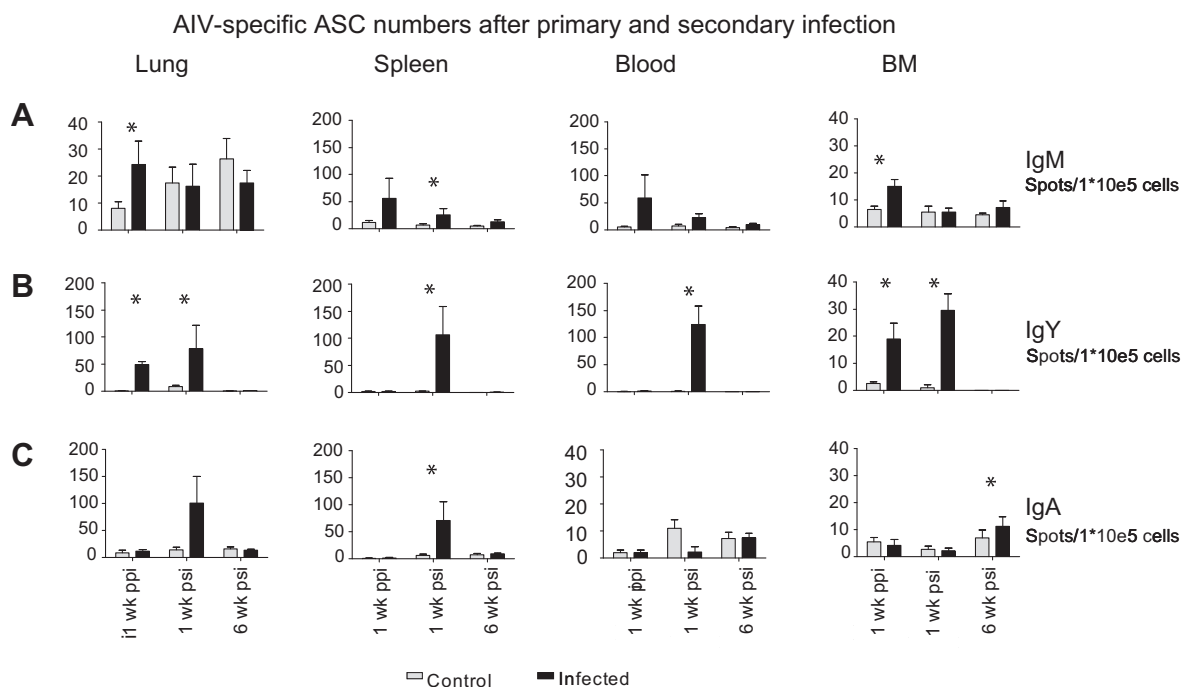 AIV-specific ASC numbers after primary and secondary infection
Lung Spleen Blood BM
A
40 30 20 10 0
*
200 150 100 50 0
*
200 150 100 50 0
40 30 20 10 0
*
IgM
Spots/1*10e5 cells
B
200 150 100 50 0
* *
200 150 100 50 0
*
200 150 100 50 0
*
40 30 20 10 0
* *
IgY
Spots/1*10e5 cells
C
200 150 100 50 0
200 150 100 50 0
*
40 30 20 10 0
40 30 20 10 0
*
IgA
Spots/1*10e5 cells
i1 wk ppi 1 wk psi 6 wk psi
1 wk ppi 1 wk psi 6 wk psi
1 wk ppi 1 wk psi 6 wk psi
1 wk ppi 1 wk psi 6 wk psi
Control Infected